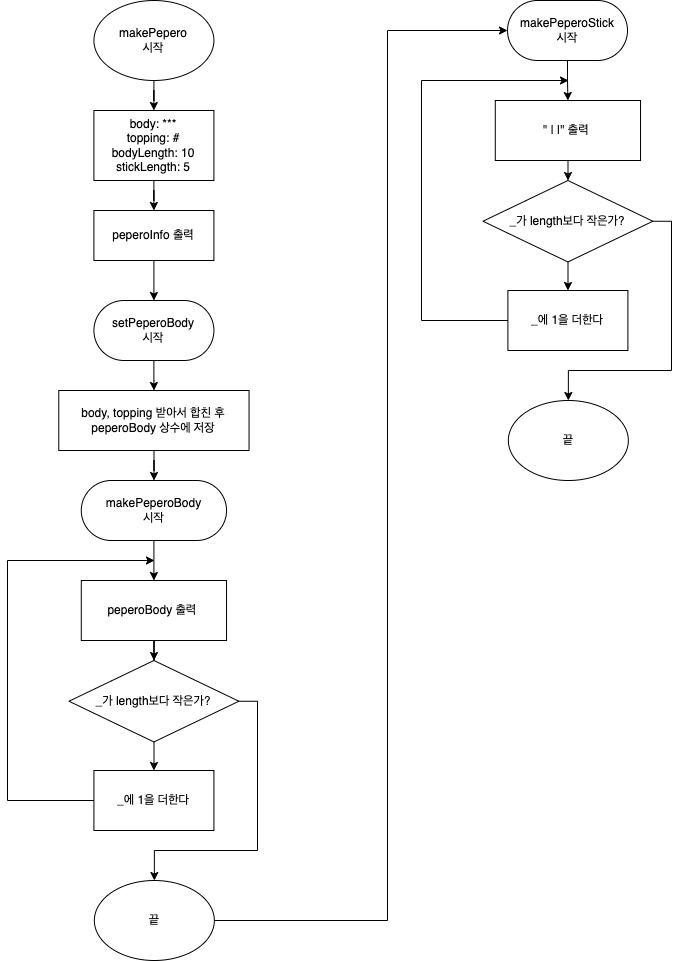 makePepero
시작
body: ***
topping: #
bodyLength: 10
stickLength: 5
peperoInfo 출력
setPeperoBody
시작
body, topping 받아서 합친 후
peperoBody 상수에 저장
makePeperoBody
시작
peperoBody 출력
_가 length보다 작은가?
_에 1을 더한다
끝
makePeperoStick
시작
" | |" 출력
_가 length보다 작은가?
_에 1을 더한다
끝